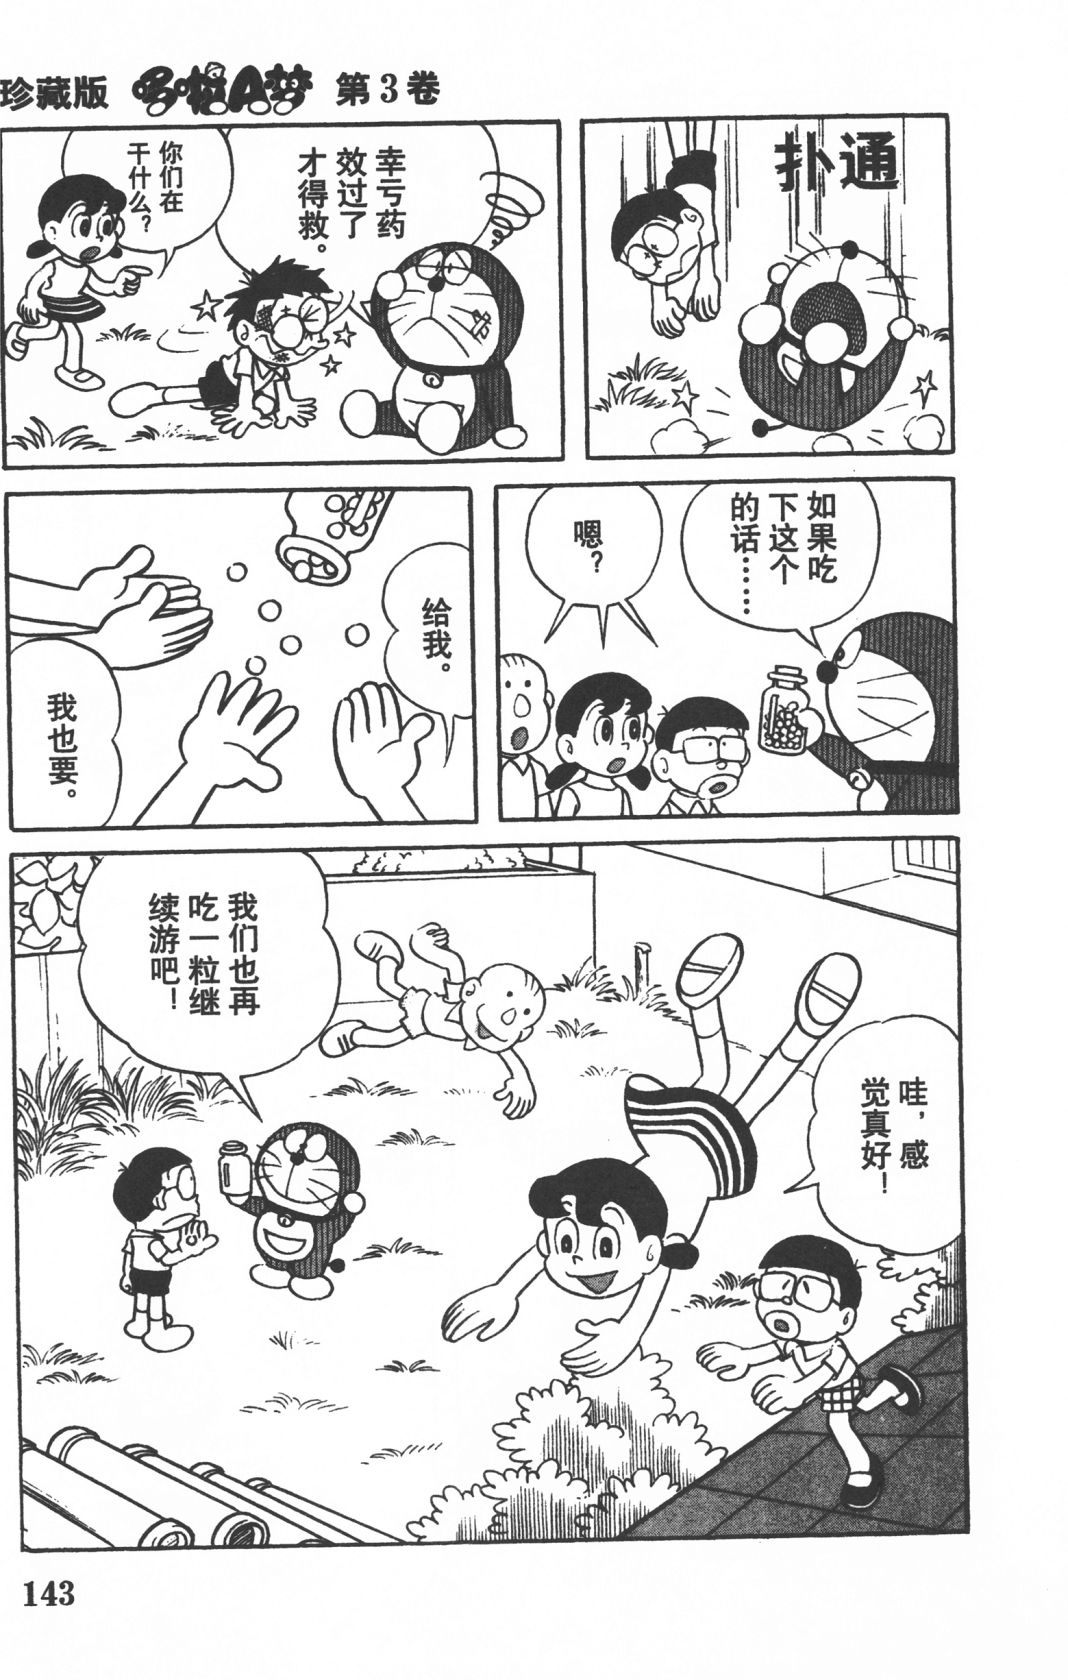 珍藏版 哆啦A梦 第3卷
扑通
幸亏药
效过了
才得救。
你们在
干什么？
如果吃
下这个
的话……
嗯？
给我。
我也要。
我们也再
吃一粒继
续游吧！
哇，感
觉真好！
143